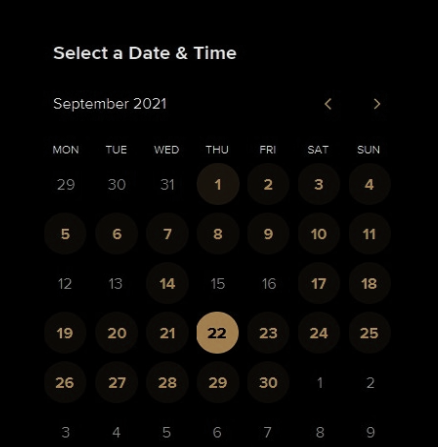 Select a Date & Time
September 2021
MON TUE WED THU FRI SAT SUN
29 30 31 1 2 3 4
5 6 7 8 9 10 11
12 13 14 15 16 17 18
19 20 21 22 23 24 25
26 27 28 29 30 1 2
3 4 5 6 7 8 9